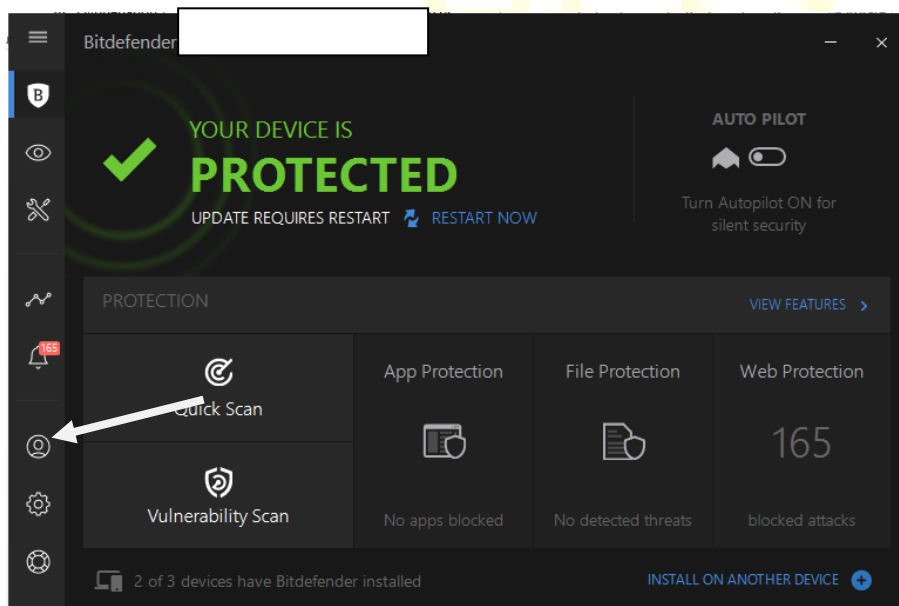 Bitdefender
B
YOUR DEVICE IS
PROTECTED
UPDATE REQUIRES RESTART RESTART NOW
AUTO PILOT
Turn Autopilot ON for
silent security
PROTECTION
VIEW FEATURES
165
Quick Scan
Vulnerability Scan
App Protection
No apps blocked
File Protection
No detected threats
Web Protection
165
blocked attacks
2 of 3 devices have Bitdefender installed
INSTALL ON ANOTHER DEVICE